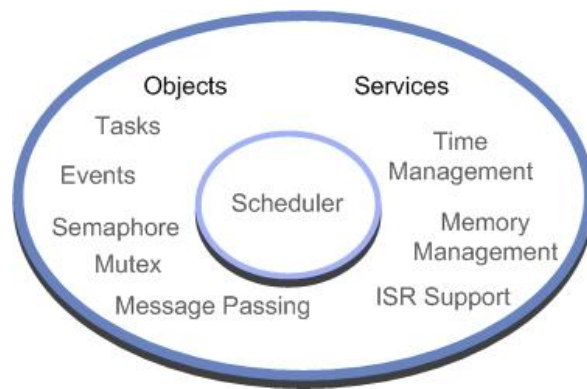 Objects
Tasks
Events
Semaphore
Mutex
Message Passing
Scheduler
Services
Time
Management
Memory
Management
ISR Support